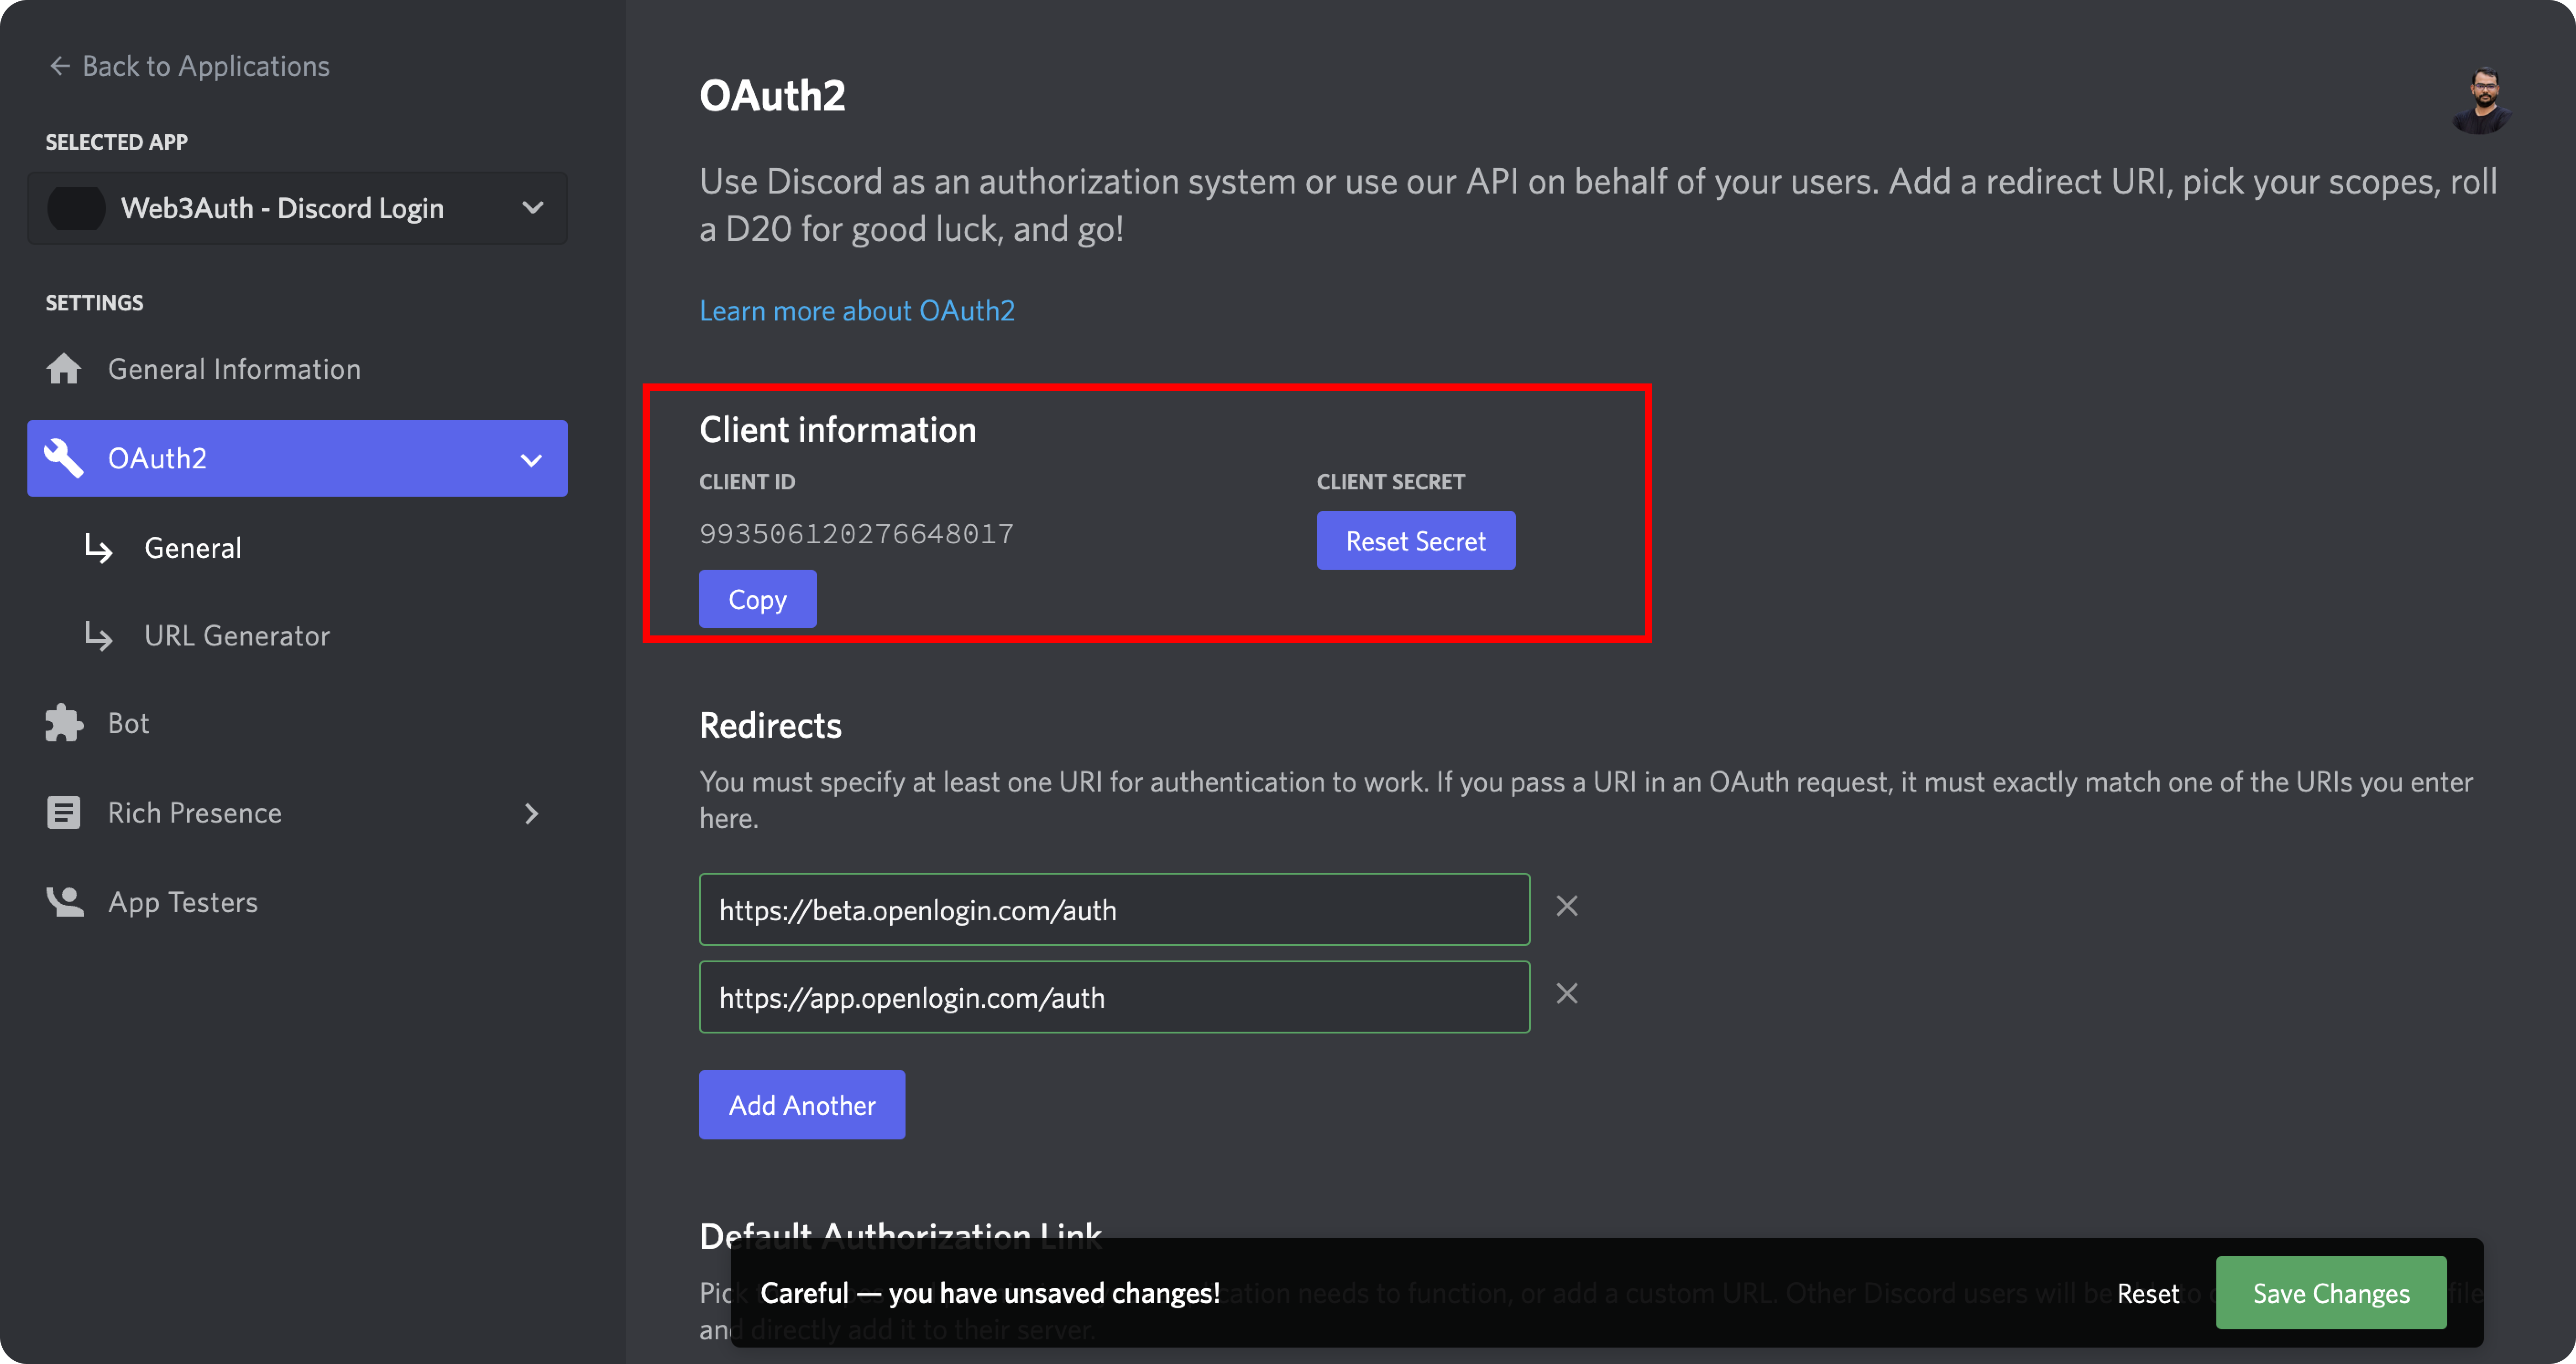 Back to Applications
SELECTED APP
Web3Auth - Discord Login
SETTINGS
General Information
OAuth2
General
URL Generator
Bot
Rich Presence
App Testers
OAuth2
Use Discord as an authorization system or use our API on behalf of your users. Add a redirect URI, pick your scopes, roll
a D20 for good luck, and go!
Learn more about OAuth2
Client information
CLIENT ID
CLIENT SECRET
993506120276648017
Reset Secret
Copy
Redirects
You must specify at least one URI for authentication to work. If you pass a URI in an OAuth request, it must exactly match one of the URIs you enter
here.
https://beta.openlogin.com/auth
https://app.openlogin.com/auth
Add Another
Default Authorization Link
Careful — you have unsaved changes!
Reset
Save Changes
ication needs to function, or add a custom URL. Other Discord users will be
and directly add it to their server.